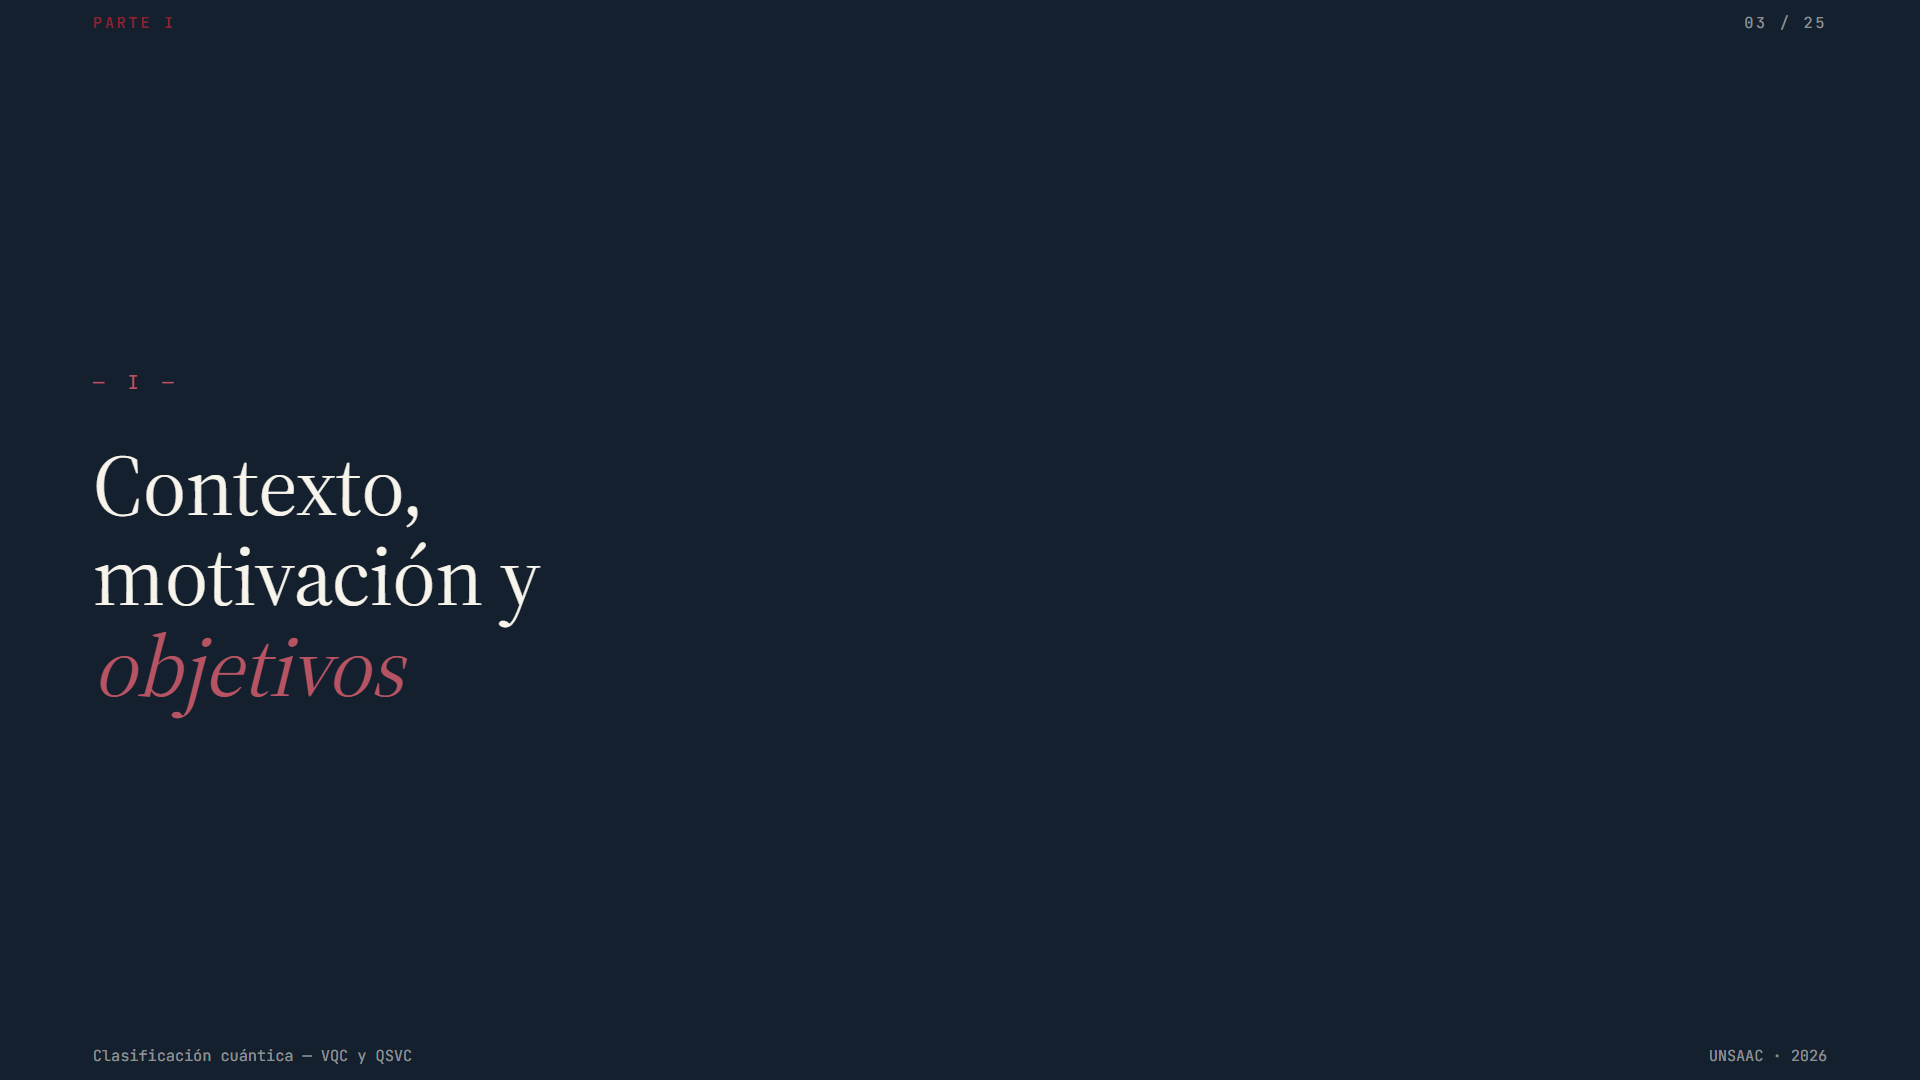 PARTE I
03 / 25
— I —
Contexto,
motivación y
objetivos
Clasificación cuántica — VQC y QSVC
UNSAAC · 2026